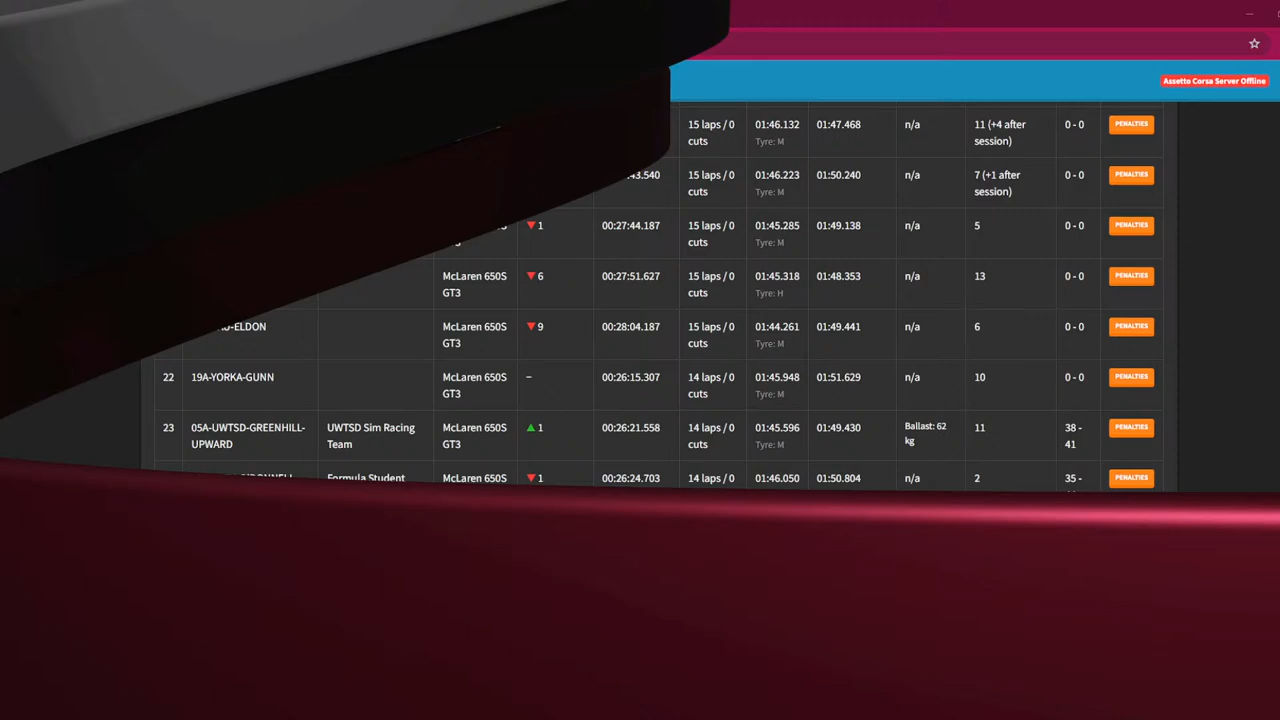 Assetto Corsa Server Offline
15 laps / 0 01:46.132 01:47.468 n/a 11 (+4 after 0 - 0 PENALTIES
cuts Tyre: M session)
43.540 15 laps / 0 01:46.223 01:50.240 n/a 7 (+1 after 0 - 0 PENALTIES
cuts Tyre: M session)
1 00:27:44.187 15 laps / 0 01:45.285 01:49.138 n/a 5 0 - 0 PENALTIES
cuts Tyre: M
McLaren 650S 6 00:27:51.627 15 laps / 0 01:45.318 01:48.353 n/a 13 0 - 0 PENALTIES
GT3 cuts Tyre: H
-ELDON McLaren 650S 9 00:28:04.187 15 laps / 0 01:44.261 01:49.441 n/a 6 0 - 0 PENALTIES
GT3 cuts Tyre: M
22 19A-YORKA-GUNN McLaren 650S – 00:26:15.307 14 laps / 0 01:45.948 01:51.629 n/a 10 0 - 0 PENALTIES
GT3 cuts Tyre: M
23 05A-UWTSD-GREENHILL- UWTSD Sim Racing McLaren 650S 1 00:26:21.558 14 laps / 0 01:45.596 01:49.430 Ballast: 62 11 38 - PENALTIES
UPWARD Team GT3 cuts Tyre: M kg 41
Formula Student McLaren 650S 1 00:26:24.703 14 laps / 0 01:46.050 01:50.804 n/a 2 35 - PENALTIES